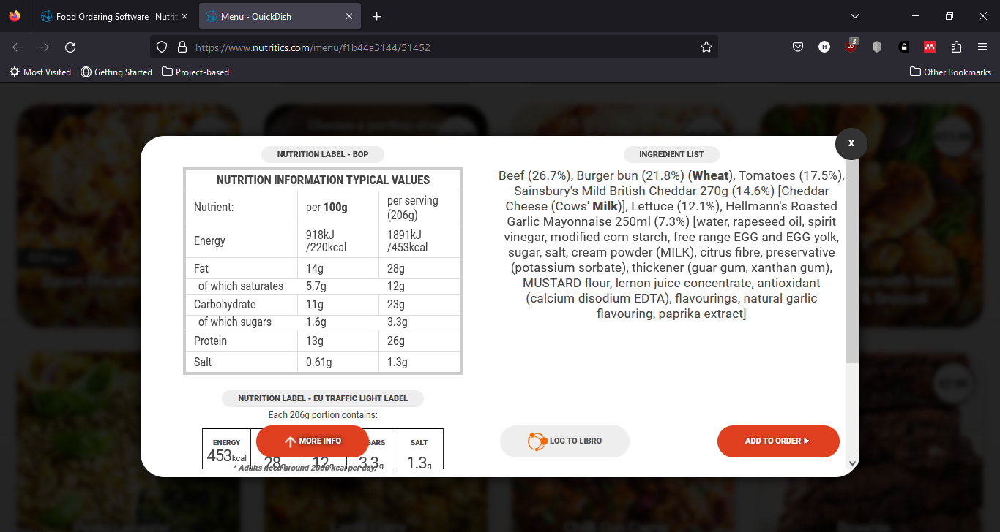 Food Ordering Software | Nutriti
Menu - QuickDish
https://www.nutritics.com/menu/f1b44a3144/51452
3
Most Visited
Getting Started
Project-based
Other Bookmarks
Choose a portion size
NUTRITION LABEL - BOP
NUTRITION INFORMATION TYPICAL VALUES
Nutrient: per 100g per serving (206g)
Energy 918kJ /220kcal 1891kJ /453kcal
Fat 14g 28g
of which saturates 5.7g 12g
Carbohydrate 11g 23g
of which sugars 1.6g 3.3g
Protein 13g 26g
Salt 0.61g 1.3g
NUTRITION LABEL - EU TRAFFIC LIGHT LABEL
Each 206g portion contains:
ENERGY GARS SALT
453kcal 28g 12g 3.3g 1.3g
* Adults need around 2000 kcal per day.
MORE INFO
INGREDIENT LIST
x
Beef (26.7%), Burger bun (21.8%) (Wheat), Tomatoes (17.5%),
Sainsbury's Mild British Cheddar 270g (14.6%) [Cheddar
Cheese (Cows' Milk)], Lettuce (12.1%), Hellmann's Roasted
Garlic Mayonnaise 250ml (7.3%) [water, rapeseed oil, spirit
vinegar, modified corn starch, free range EGG and EGG yolk,
sugar, salt, cream powder (MILK), citrus fibre, preservative
(potassium sorbate), thickener (guar gum, xanthan gum),
MUSTARD flour, lemon juice concentrate, antioxidant
(calcium disodium EDTA), flavourings, natural garlic
flavouring, paprika extract]
LOG TO LIBRO
ADD TO ORDER